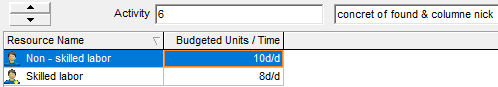 Activity 6 concret of found & columne nick
Resource Name Budgeted Units / Time
Non - skilled labor 10d/d
Skilled labor 8d/d